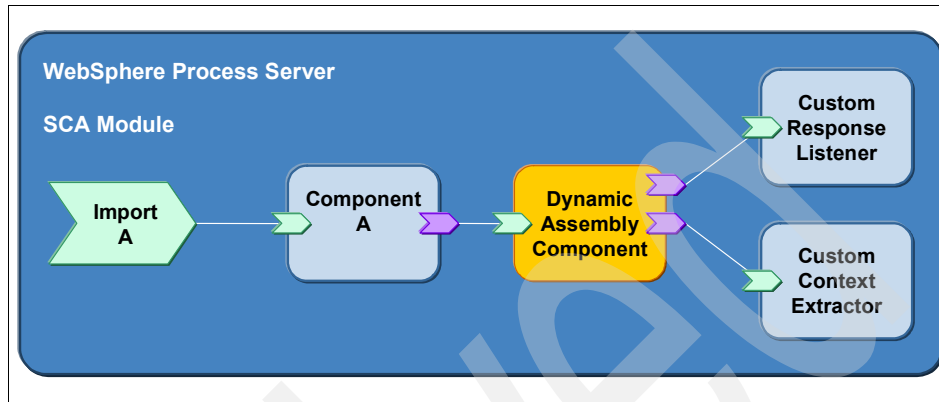 WebSphere Process Server
SCA Module
Import
A
Component
A
Dynamic
Assembly
Component
Custom
Response
Listener
Custom
Context
Extractor